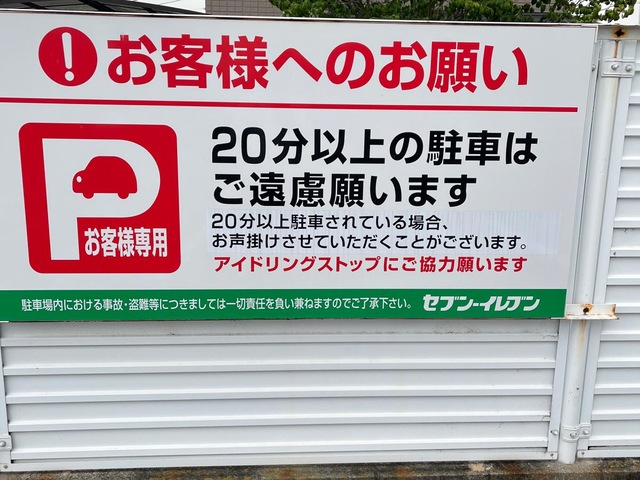 ！お客様へのお願い
P
お客様専用
20分以上の駐車は
ご遠慮願います
20分以上駐車されている場合、
お声掛けさせていただくことがございます。
アイドリングストップにご協力願います
駐車場内における事故・盗難等につきましては一切責任を負い兼ねますのでご了承下さい。 セブン-イレブン